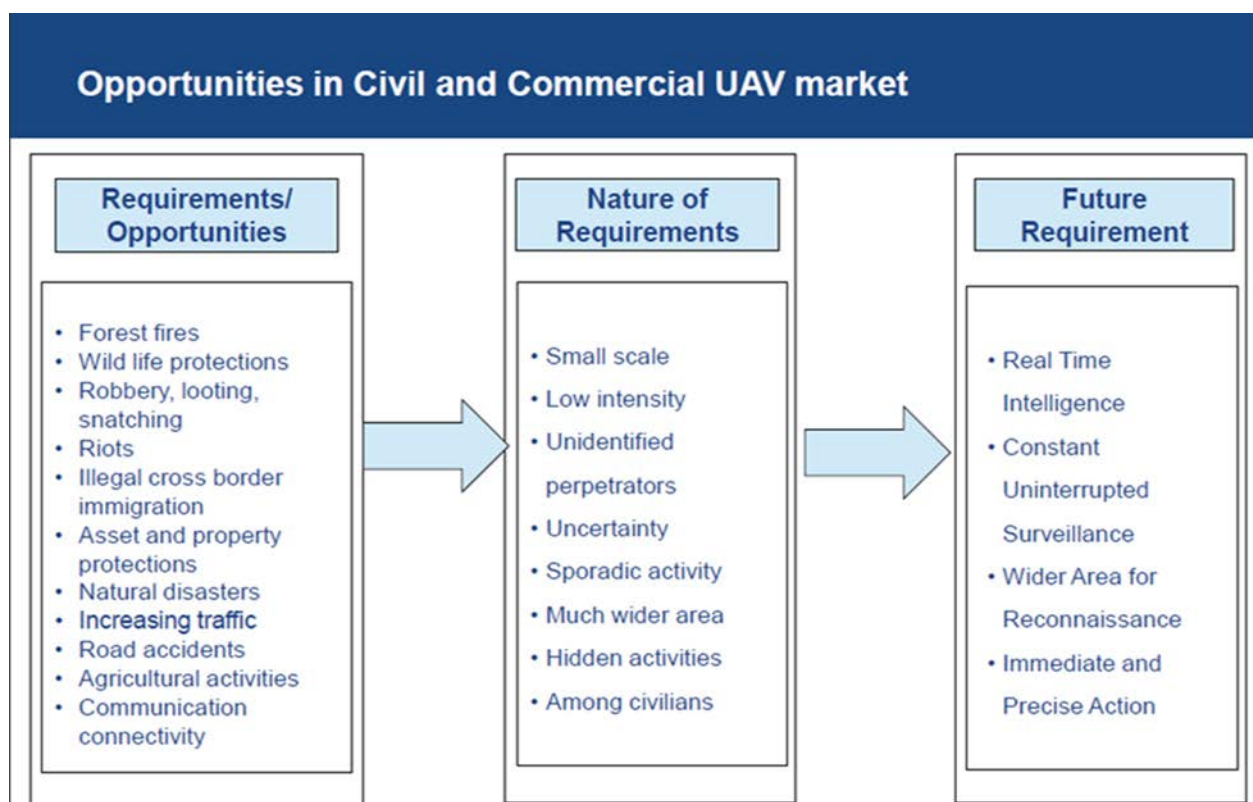 Opportunities in Civil and Commercial UAV market
Requirements/
Opportunities
• Forest fires
• Wild life protections
• Robbery, looting,
snatching
• Riots
• Illegal cross border
immigration
• Asset and property
protections
• Natural disasters
• Increasing traffic
• Road accidents
• Agricultural activities
• Communication
connectivity
Nature of
Requirements
• Small scale
• Low intensity
• Unidentified
perpetrators
• Uncertainty
• Sporadic activity
• Much wider area
• Hidden activities
• Among civilians
Future
Requirement
• Real Time
Intelligence
• Constant
Uninterrupted
Surveillance
• Wider Area for
Reconnaissance
• Immediate and
Precise Action